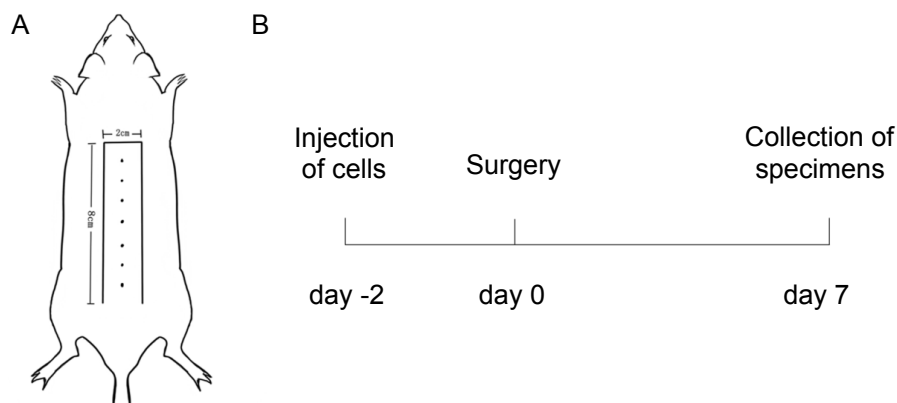 A
B
2cm
8cm
Injection
of cells
Surgery
Collection of
specimens
day -2
day 0
day 7